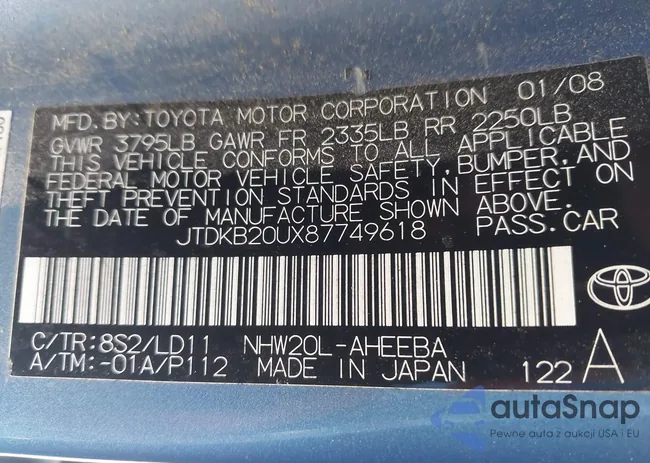 MFD.BY:TOYOTA MOTOR CORPORATION 01/08
GVWR 3795LB GAWR FR 2335LB RR 2250LB
THIS VEHICLE CONFORMS TO ALL APPLICABLE
FEDERAL MOTOR VEHICLE SAFETY,BUMPER,AND
THEFT PREVENTION STANDARDS IN EFFECT ON
THE DATE OF MANUFACTURE SHOWN ABOVE.
JTDKB20UX87749618 PASS.CAR
C/TR:8S2/LD11 NHW20L-AHEEBA
A/TM:-01A/P112 MADE IN JAPAN 122 A
autaSnap
Pewne auta z aukcji USA i EU